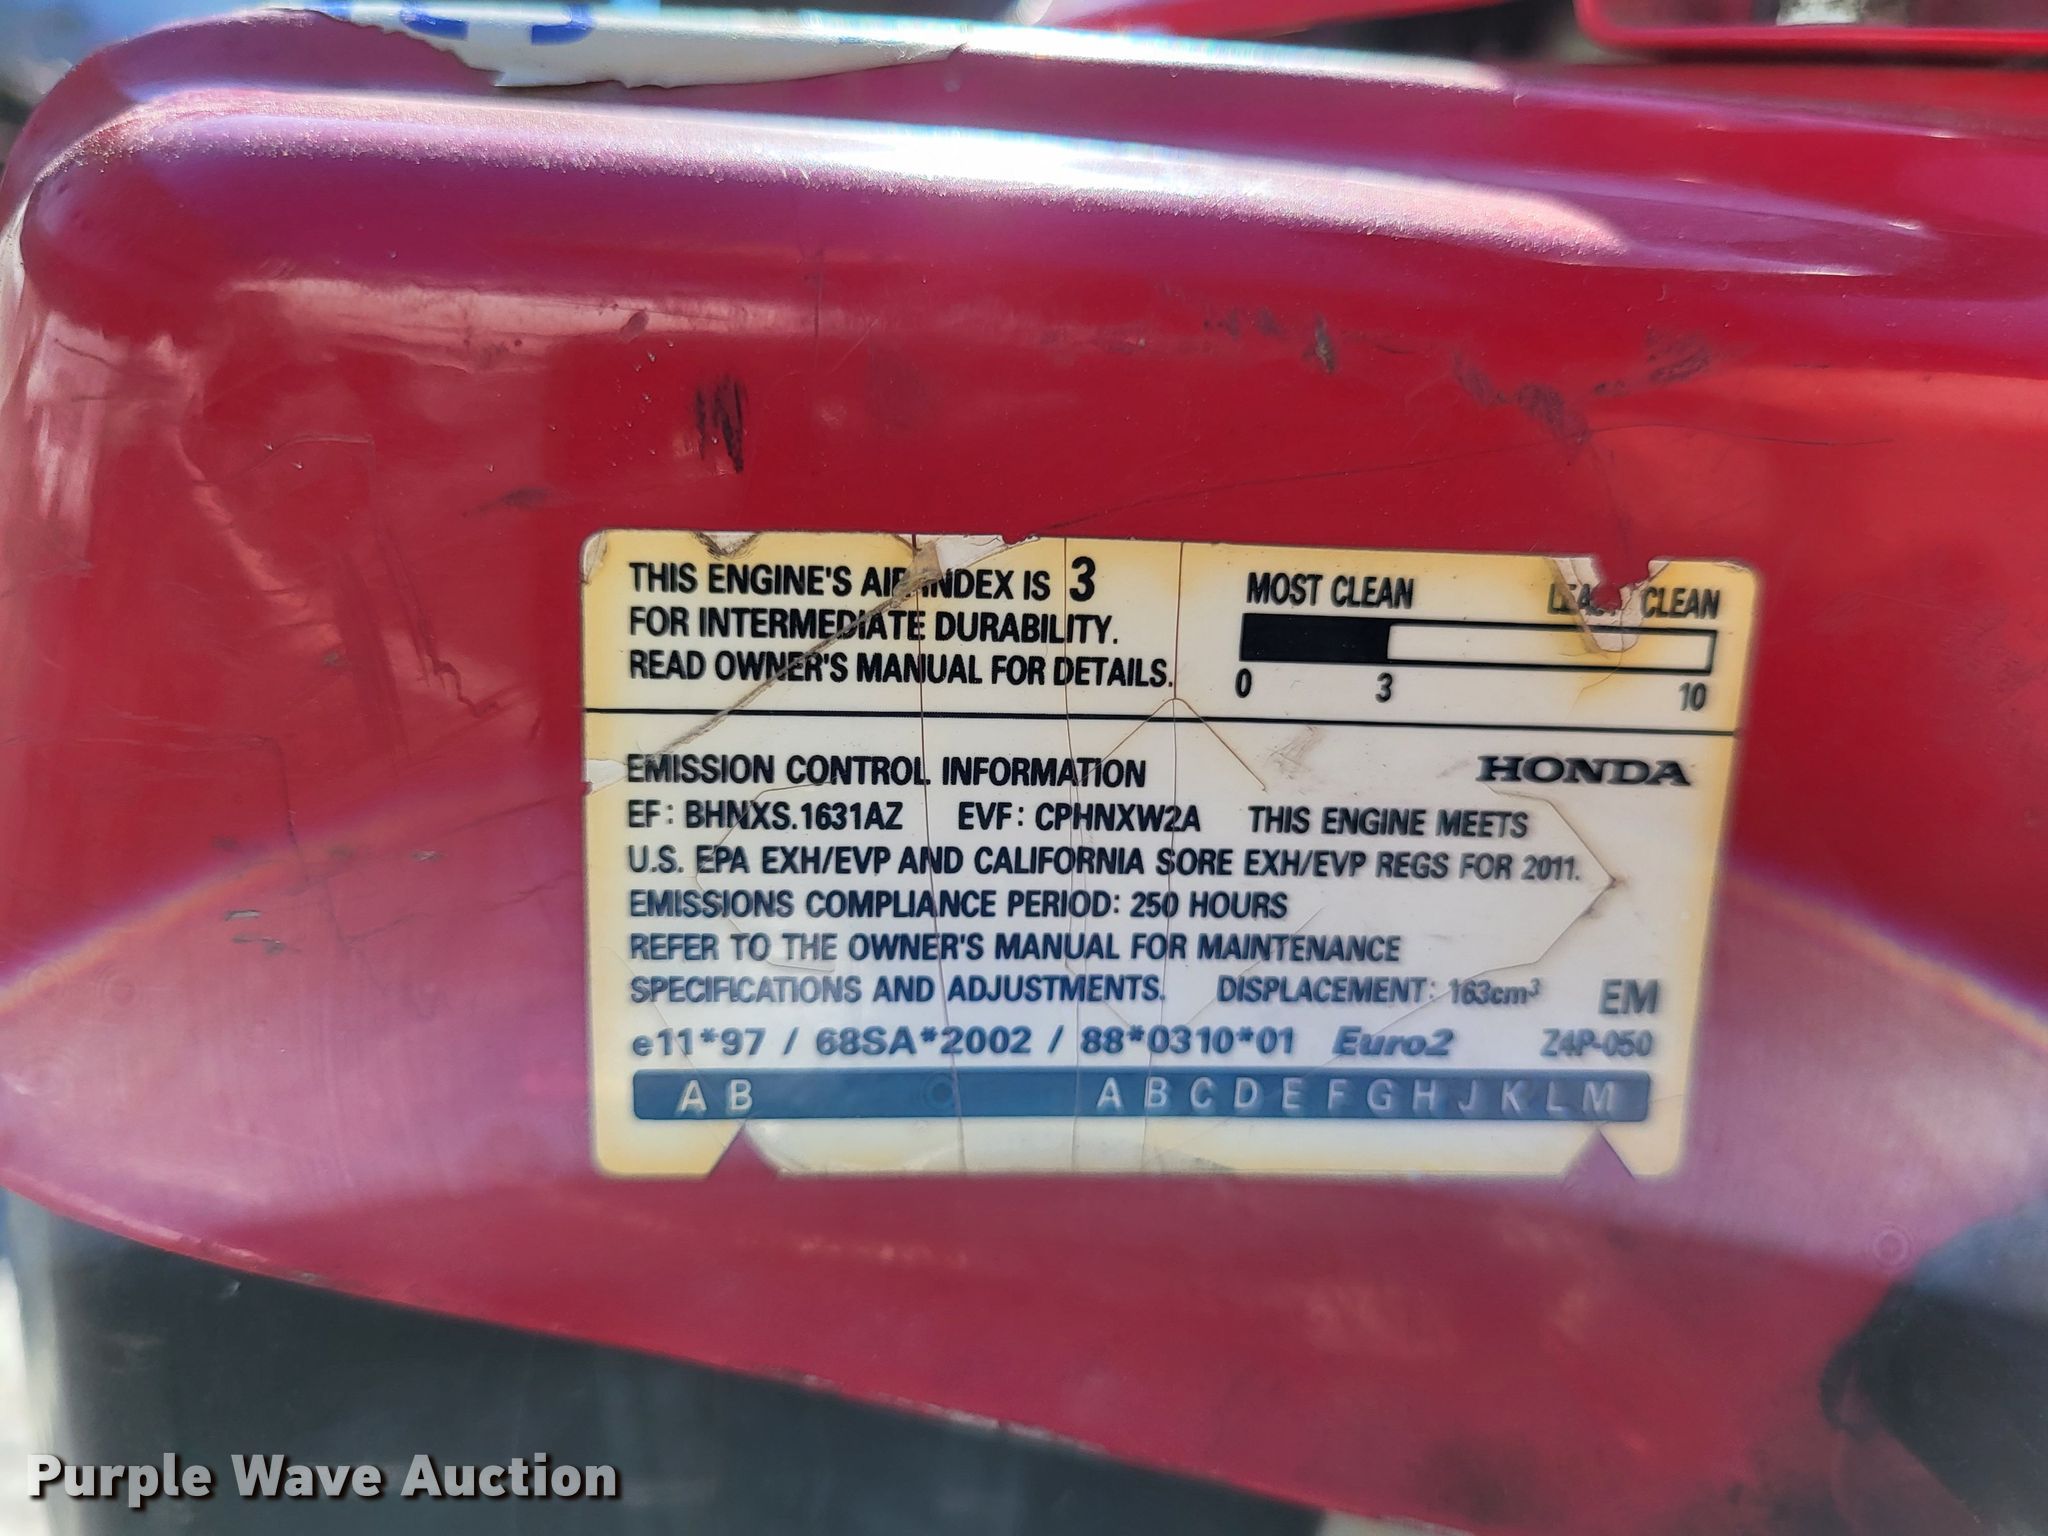 THIS ENGINE'S AIR INDEX IS 3
FOR INTERMEDIATE DURABILITY.
READ OWNER'S MANUAL FOR DETAILS.
MOST CLEAN LEAST CLEAN
0 3 10
EMISSION CONTROL INFORMATION HONDA
EF: BHNXS.1631AZ EVF: CPHNXW2A THIS ENGINE MEETS
U.S. EPA EXH/EVP AND CALIFORNIA SORE EXH/EVP REGS FOR 2011.
EMISSIONS COMPLIANCE PERIOD: 250 HOURS
REFER TO THE OWNER'S MANUAL FOR MAINTENANCE
SPECIFICATIONS AND ADJUSTMENTS. DISPLACEMENT: 163cm³ EM
e11*97 / 68SA*2002 / 88*0310*01 Euro2 Z4P-050
A B A B C D E F G H J K L M
Purple Wave Auction